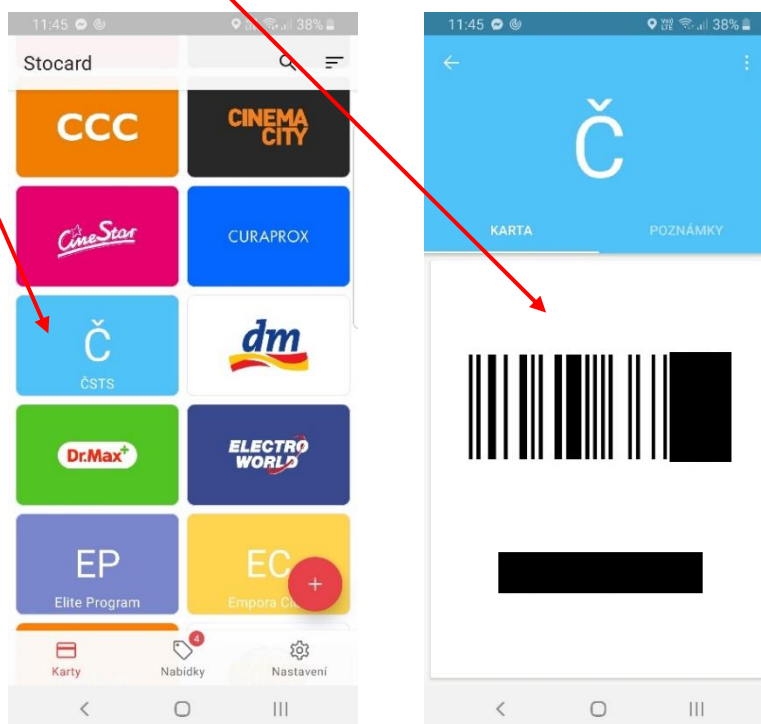 11:45
38%
Stocard
CCC
CINEMA
CITY
CineStar
CURAPROX
Č
ČSTS
dm
Dr.Max+
ELECTRO
WORLD
EP
Elite Program
EC
+
Empora
4
Karty
Nabídky
Nastavení
11:45
38%
Č
KARTA
POZNÁMKY